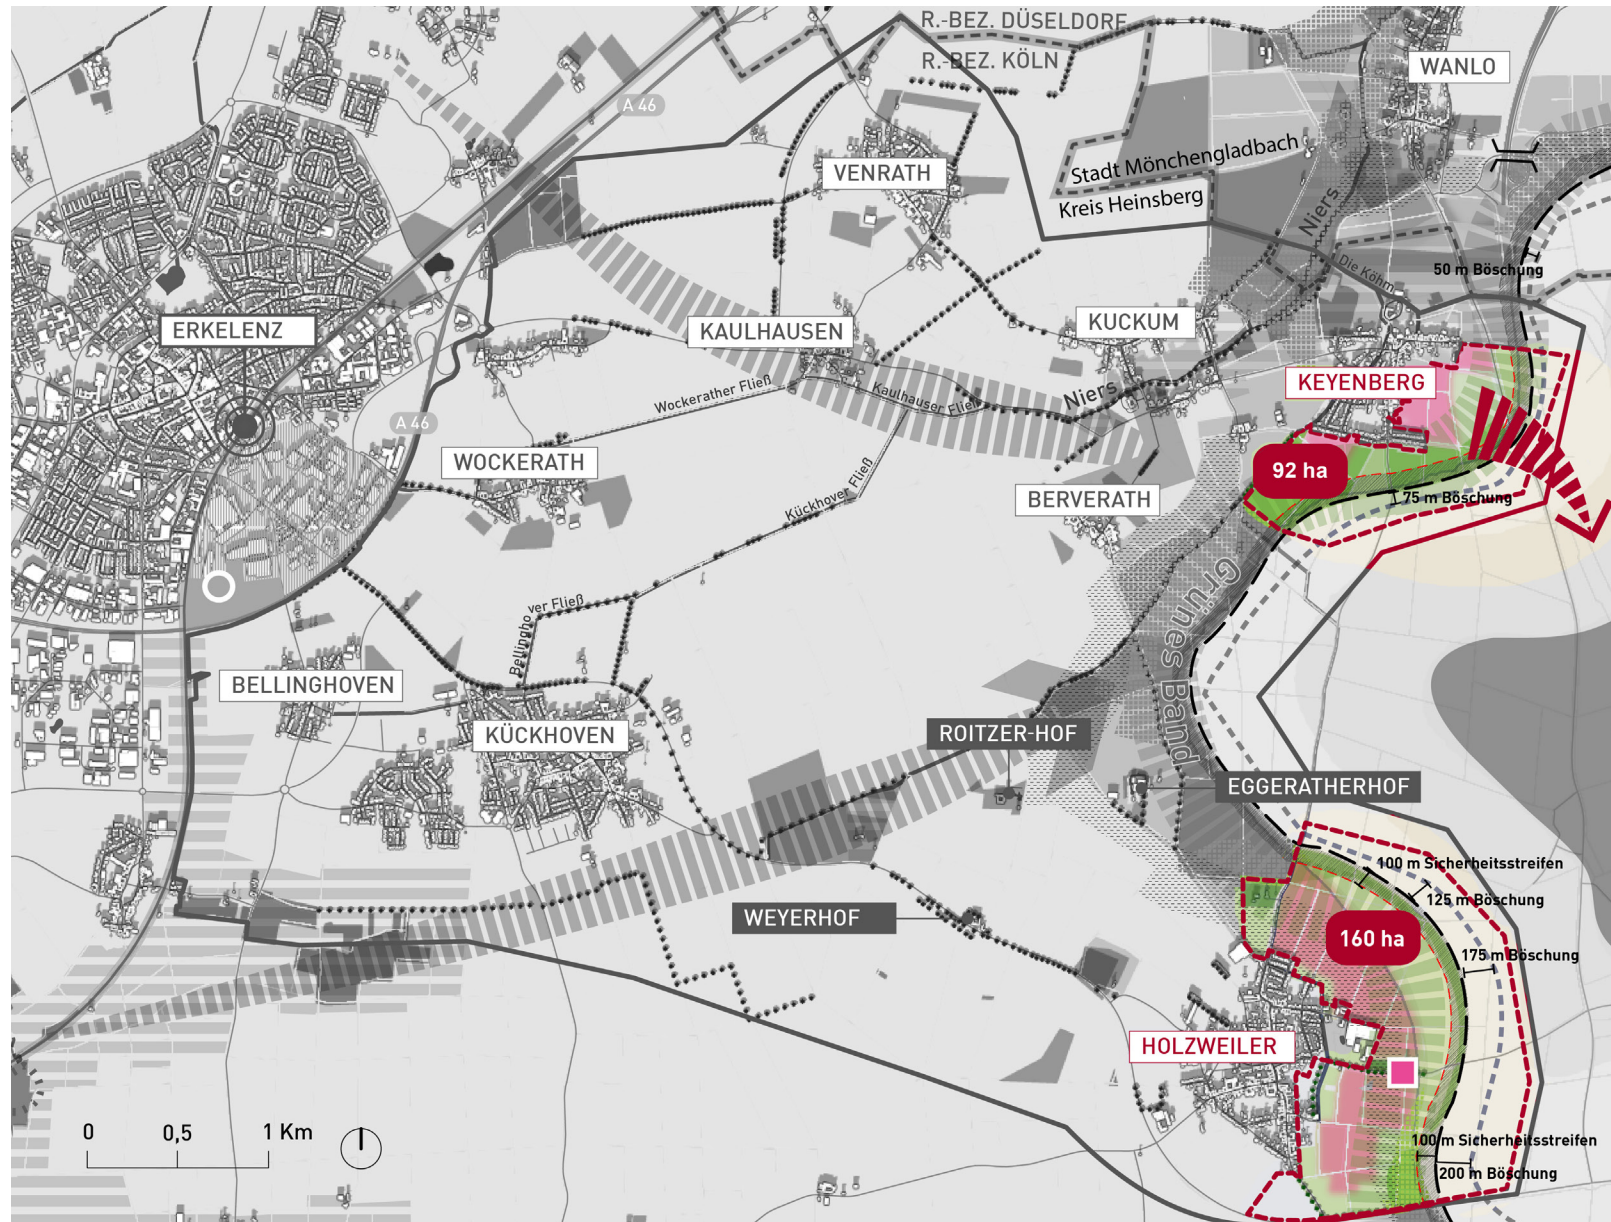 R.-BEZ. DÜSELDORF
R.-BEZ. KÖLN
WANLO
A 46
Stadt Mönchengladbach
Kreis Heinsberg
VENRATH
Niers
Die Köhm
50 m Böschung
ERKELENZ
KAULHAUSEN
KUCKUM
KEYENBERG
Wockerather Fließ
Kaulhauser Fließ
Niers
A 46
WOCKERATH
92 ha
75 m Böschung
BERVERATH
Kückhover Fließ
Grünes Band
Bellinghover Fließ
BELLINGHOVEN
KÜCKHOVEN
ROITZER-HOF
EGGERATHERHOF
100 m Sicherheitsstreifen
125 m Böschung
WEYERHOF
160 ha
175 m Böschung
HOLZWEILER
0 0,5 1 Km
100 m Sicherheitsstreifen
200 m Böschung